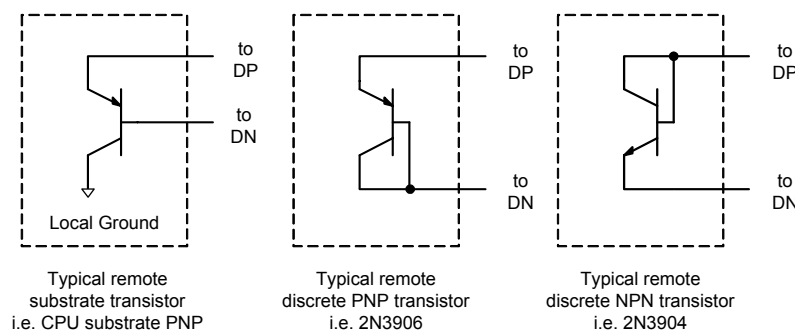 to
DP
to
DN
Local Ground
Typical remote
substrate transistor
i.e. CPU substrate PNP
to
DP
to
DN
Typical remote
discrete PNP transistor
i.e. 2N3906
to
DP
to
DN
Typical remote
discrete NPN transistor
i.e. 2N3904